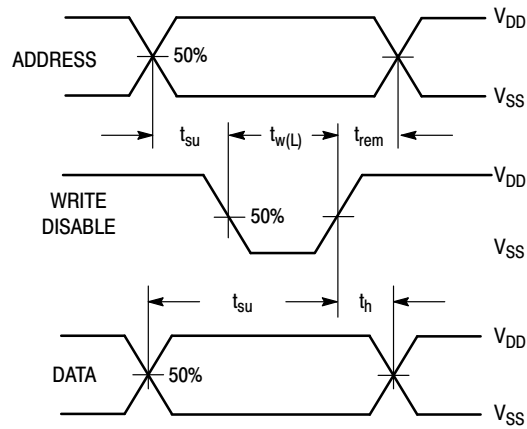 V_DD
ADDRESS
50%
V_SS
t_su
t_w(L)
t_rem
V_DD
WRITE
DISABLE
50%
V_SS
t_su
t_h
V_DD
DATA
50%
V_SS